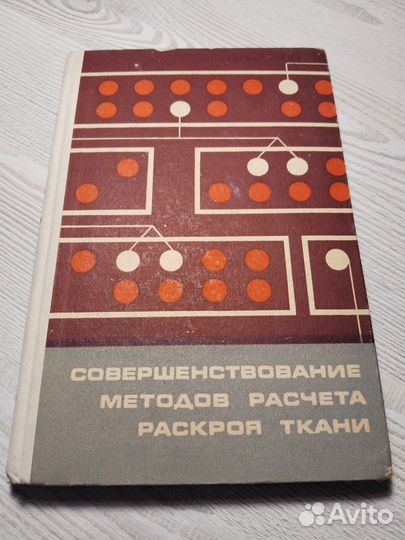 СОВЕРШЕНСТВОВАНИЕ
МЕТОДОВ РАСЧЕТА
РАСКРОЯ ТКАНИ
Avito